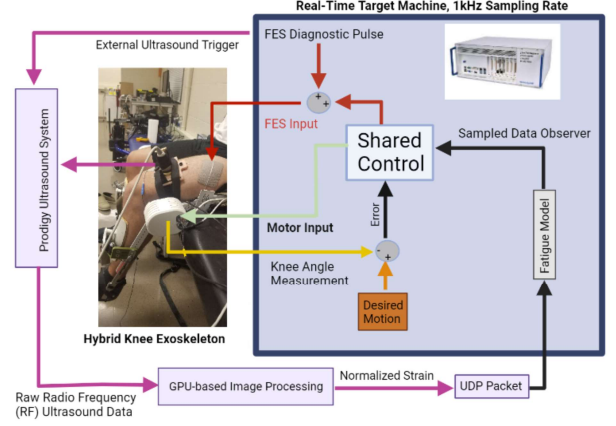 Real-Time Target Machine, 1kHz Sampling Rate
External Ultrasound Trigger
FES Diagnostic Pulse
+
+
FES Input
Shared
Control
Sampled Data Observer
Prodigy Ultrasound System
Motor Input
Error
Fatigue Model
-
+
Knee Angle
Measurement
Desired
Motion
Hybrid Knee Exoskeleton
Raw Radio Frequency
(RF) Ultrasound Data
GPU-based Image Processing
Normalized Strain
UDP Packet